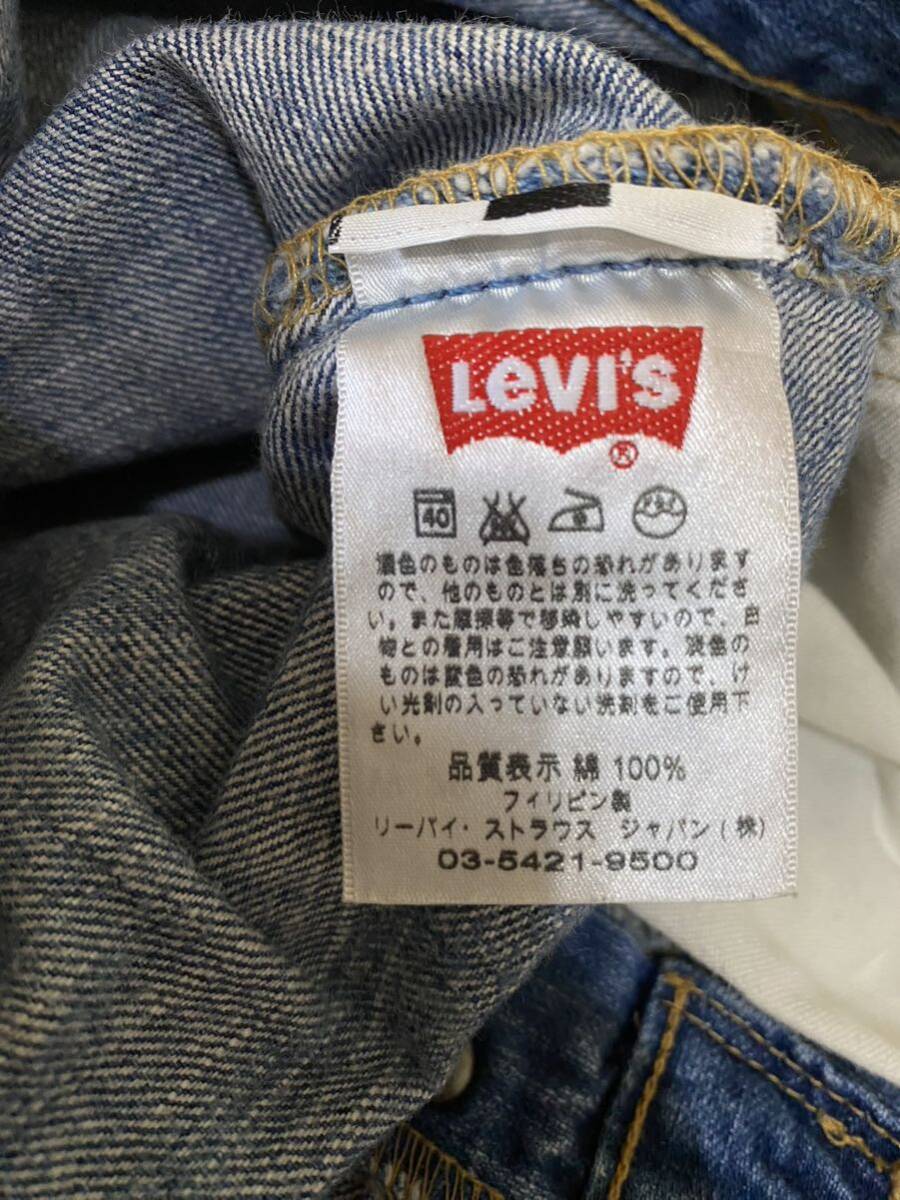 LEVI'S
®
40
濃色のものは色落ちの恐れがあります
ので、他のものとは別に洗ってくださ
い。また摩擦等で移染しやすいので、白
物との着用はご注意願います。淡色の
ものは変色の恐れがありますので、けい
い光剤の入っていない洗剤をご使用下
さい。
品質表示 綿 100%
フィリピン製
リーバイ・ストラウス ジャパン(株)
03-5421-9500